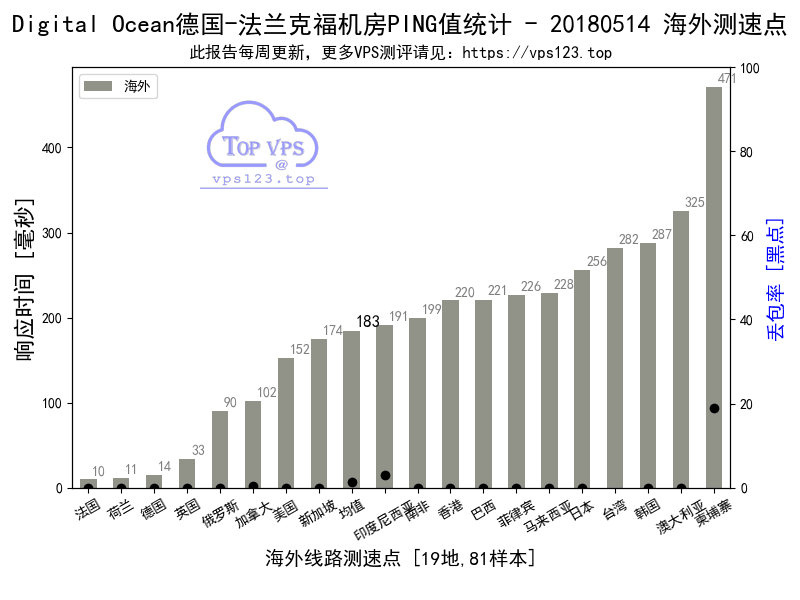 Digital Ocean德国-法兰克福机房PING值统计 - 20180514 海外测速点
此报告每周更新，更多VPS测评请见：https://vps123.top
海外
TOP VPS
@
vps123.top
响应时间 [毫秒]
400
300
200
100
0
100
80
60
40
20
0
丢包率 [黑点]
10
11
14
33
90
102
152
174
183
191
199
220
221
226
228
256
282
287
325
471
法国
荷兰
德国
英国
俄罗斯
加拿大
美国
新加坡
均值
印度尼西亚
南非
香港
巴西
菲律宾
马来西亚
日本
台湾
韩国
澳大利亚
柬埔寨
海外线路测速点 [19地,81样本]